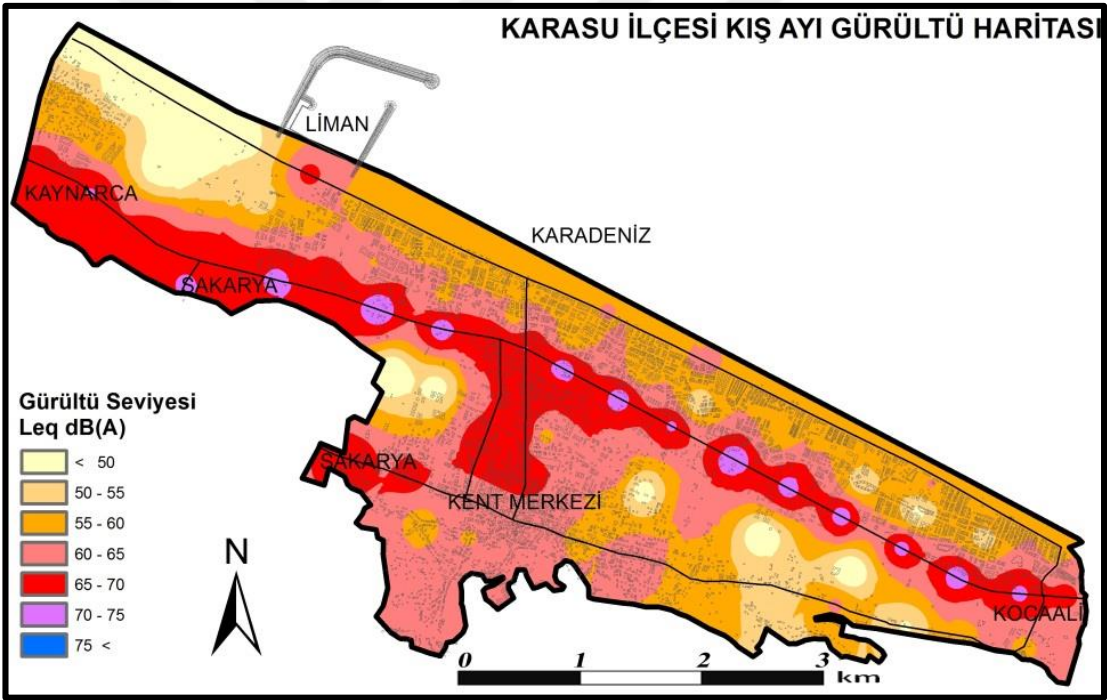 KARASU İLÇESİ KIŞ AYI GÜRÜLTÜ HARİTASI
LİMAN
KAYNARCA
KARADENİZ
SAKARYA
Gürültü Seviyesi
Leq dB(A)
< 50
50 - 55
55 - 60
60 - 65
65 - 70
70 - 75
75 <
SAKARYA
KENT MERKEZİ
N
KOCAALİ
0 1 2 3
km